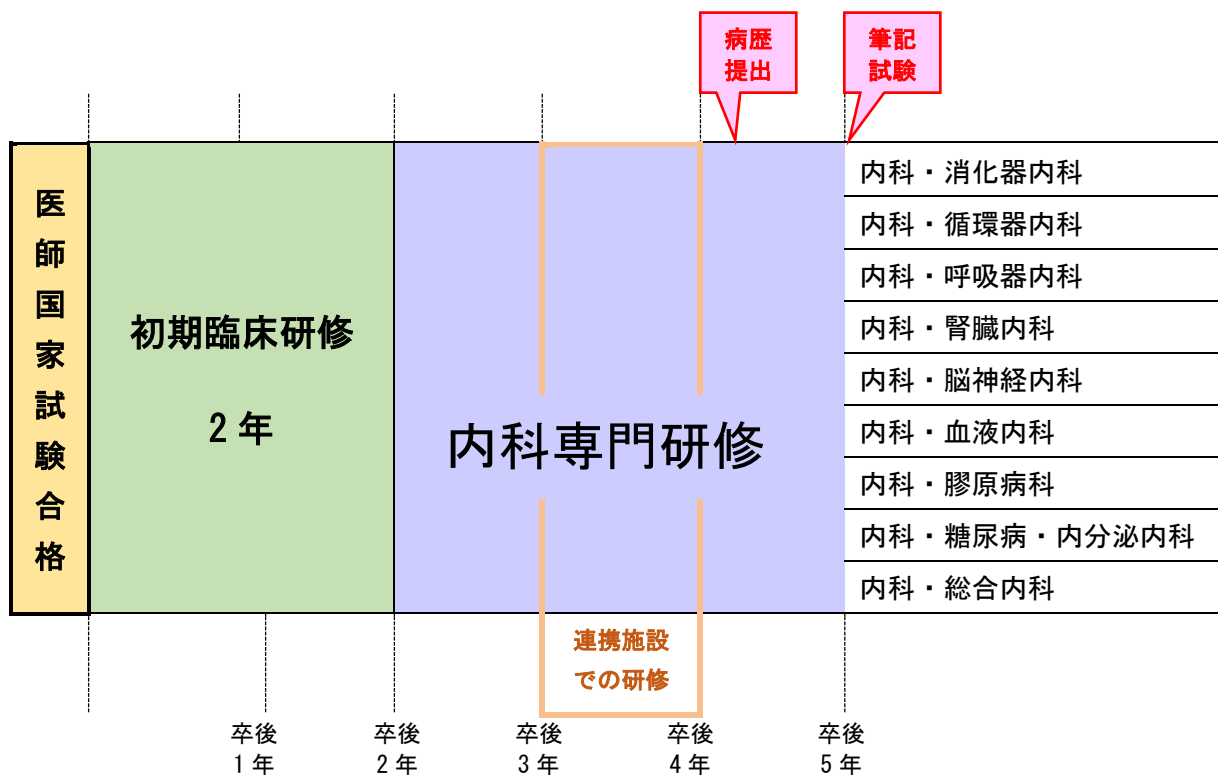 病歴
提出
筆記
試験
医師国家試験合格
初期臨床研修
2 年
内科専門研修
内科・消化器内科
内科・循環器内科
内科・呼吸器内科
内科・腎臓内科
内科・脳神経内科
内科・血液内科
内科・膠原病科
内科・糖尿病・内分泌内科
内科・総合内科
連携施設
での研修
卒後
1 年
卒後
2 年
卒後
3 年
卒後
4 年
卒後
5 年